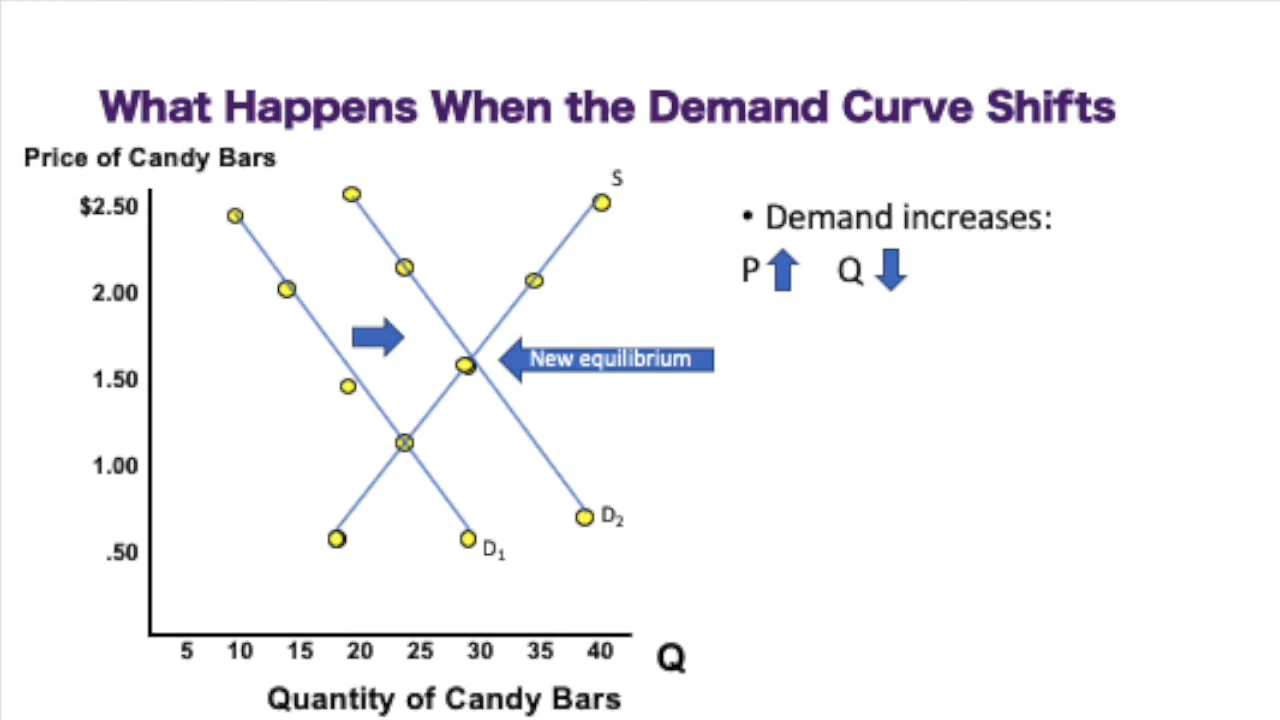 What Happens When the Demand Curve Shifts
Price of Candy Bars
S
$2.50
2.00
1.50
1.00
.50
New equilibrium
D₂
D₁
5 10 15 20 25 30 35 40
Q
Quantity of Candy Bars
• Demand increases:
P Q